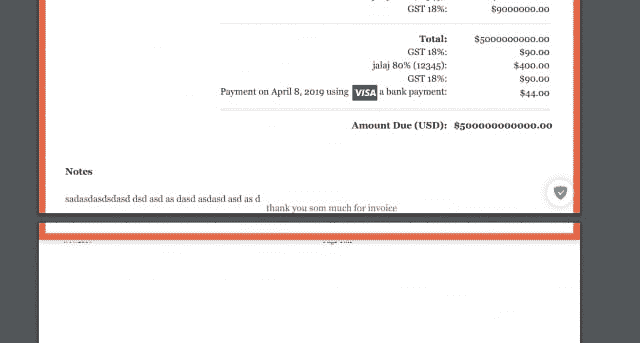 GST 18%: $9000000.00
Total: $5000000000.00
GST 18%: $90.00
jalaj 80% (12345): $400.00
GST 18%: $90.00
Payment on April 8, 2019 using VISA a bank payment: $44.00
Amount Due (USD): $500000000000.00
Notes
sadasdasdsdasd dsd asd as dasd asdasd asd as d
thank you som much for invoice